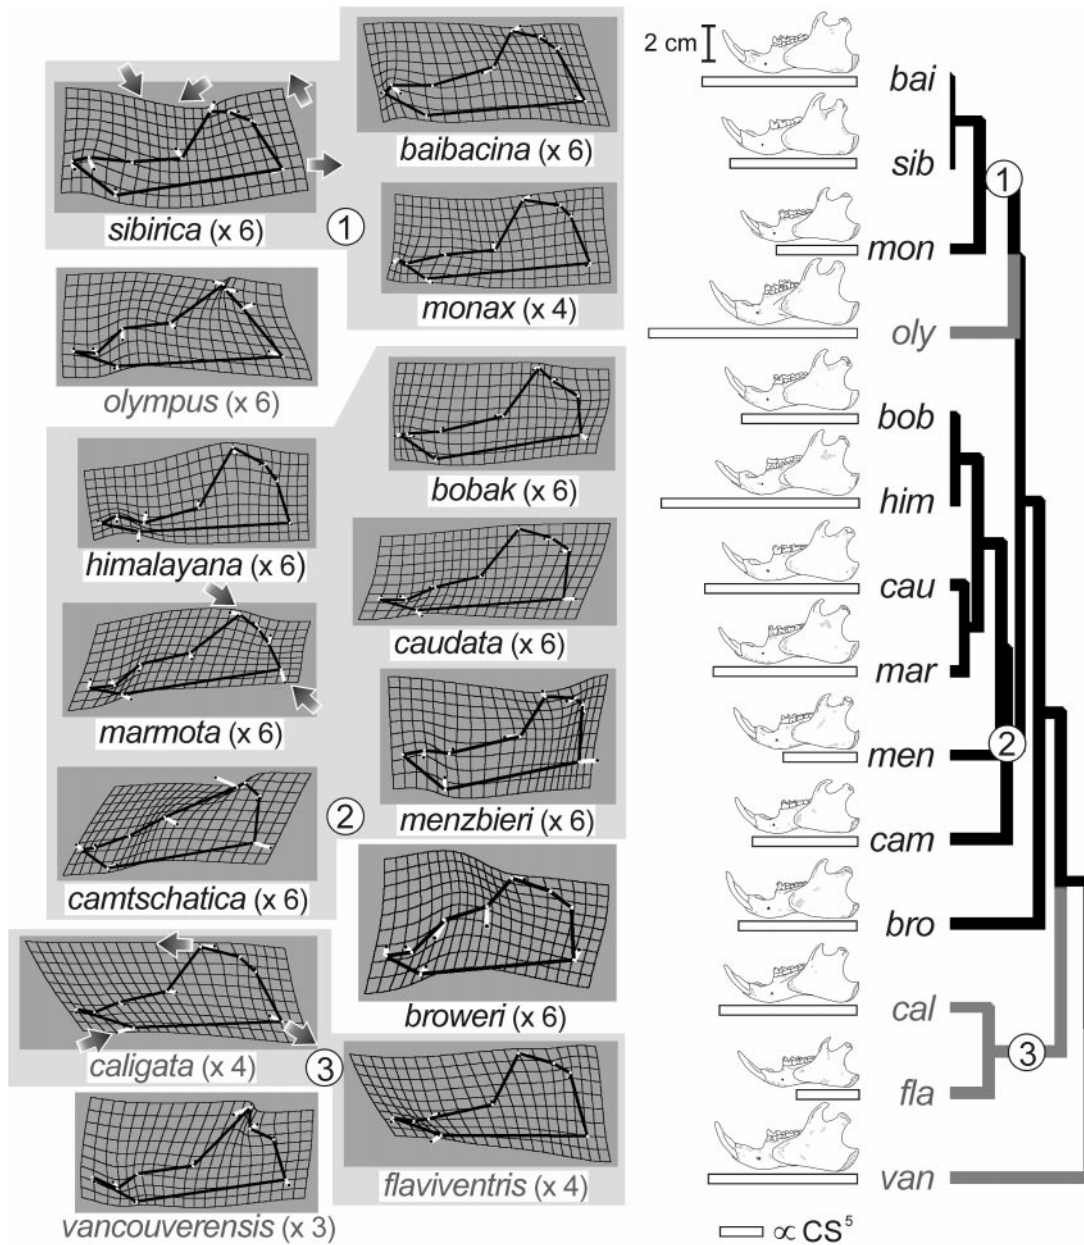 baibacina (x 6)
sibirica (x 6)
1
monax (x 4)
olympus (x 6)
bobak (x 6)
himalayana (x 6)
caudata (x 6)
marmota (x 6)
menzbieri (x 6)
2
camtschatica (x 6)
broweri (x 6)
caligata (x 4)
3
flaviventris (x 4)
vancouverensis (x 3)
2 cm
bai
sib
1
mon
oly
bob
him
cau
mar
men
2
cam
bro
cal
3
fla
van
∝ CS⁵